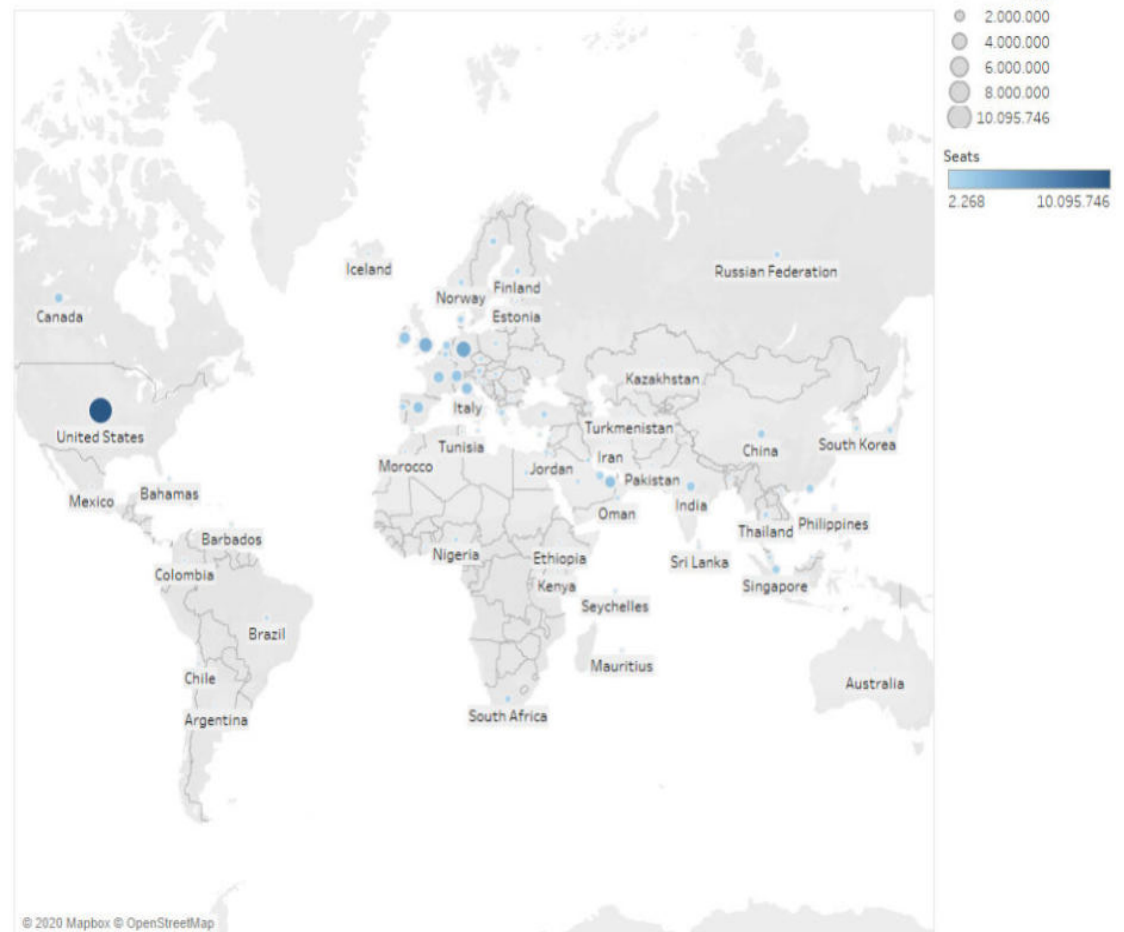 2.000.000
4.000.000
6.000.000
8.000.000
10.095.746
Seats
2.268 10.095.746
Iceland
Russian Federation
Finland
Norway
Canada
Estonia
Kazakhstan
Italy
Turkmenistan
United States
South Korea
Tunisia
China
Iran
Morocco
Jordan
Pakistan
Bahamas
Mexico
India
Oman
Philippines
Thailand
Barbados
Nigeria
Ethiopia
Sri Lanka
Colombia
Kenya
Singapore
Seychelles
Brazil
Mauritius
Chile
Australia
South Africa
Argentina
© 2020 Mapbox © OpenStreetMap